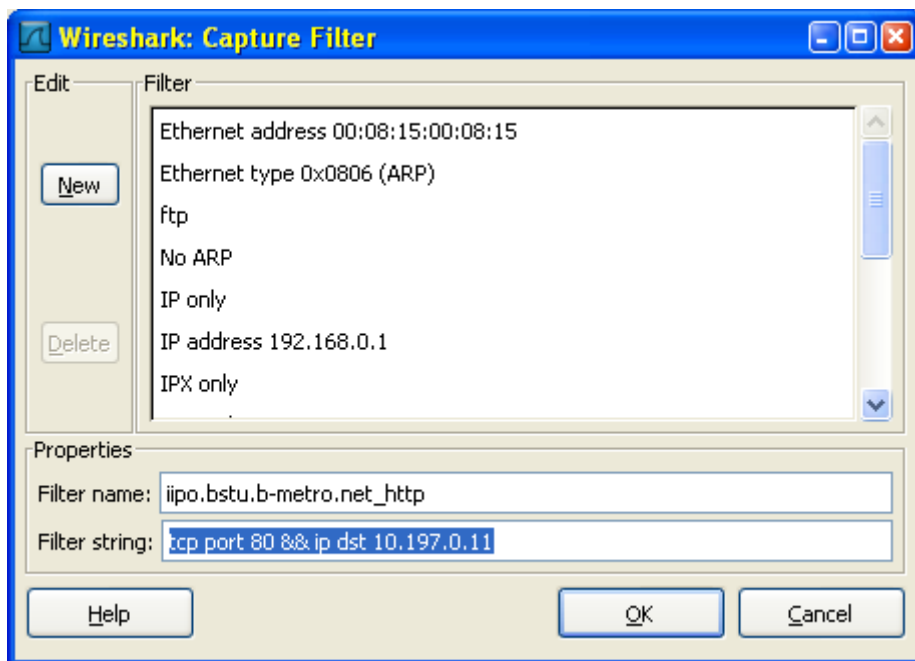 Wireshark: Capture Filter
Edit
Filter
New
Delete
Ethernet address 00:08:15:00:08:15
Ethernet type 0x0806 (ARP)
ftp
No ARP
IP only
IP address 192.168.0.1
IPX only
Properties
Filter name: iipo.bstu.b-metro.net_http
Filter string: tcp port 80 && ip dst 10.197.0.11
Help
OK
Cancel